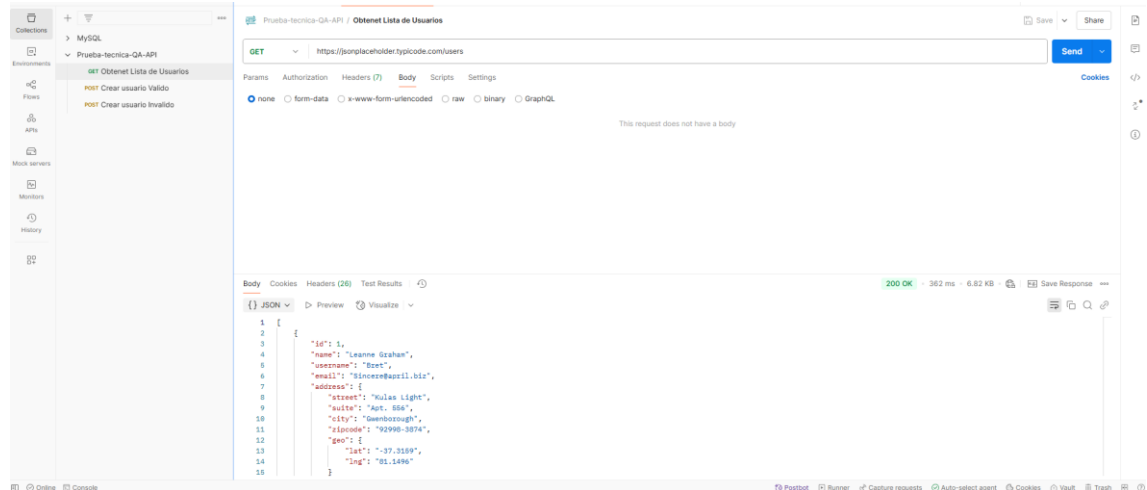 Collections
Environments
Flows
APIs
Mock servers
Monitors
History
MySQL
Prueba-tecnica-QA-API
GET Obtenet Lista de Usuarios
POST Crear usuario Valido
POST Crear usuario Invalido
Prueba-tecnica-QA-API / Obtenet Lista de Usuarios
Save
Share
GET
https://jsonplaceholder.typicode.com/users
Send
Params Authorization Headers (7) Body Scripts Settings
Cookies
none form-data x-www-form-urlencoded raw binary GraphQL
This request does not have a body
Body Cookies Headers (26) Test Results
200 OK · 362 ms · 6.82 KB · Save Response
{} JSON Preview Visualize
1 [
2 {
3 "id": 1,
4 "name": "Leanne Graham",
5 "username": "Bret",
6 "email": "Sincere@april.biz",
7 "address": {
8 "street": "Kulas Light",
9 "suite": "Apt. 556",
10 "city": "Gwenborough",
11 "zipcode": "92998-3874",
12 "geo": {
13 "lat": "-37.3159",
14 "lng": "81.1496"
15 }
Online Console
Postbot Runner Capture requests Auto-select agent Cookies Vault Trash